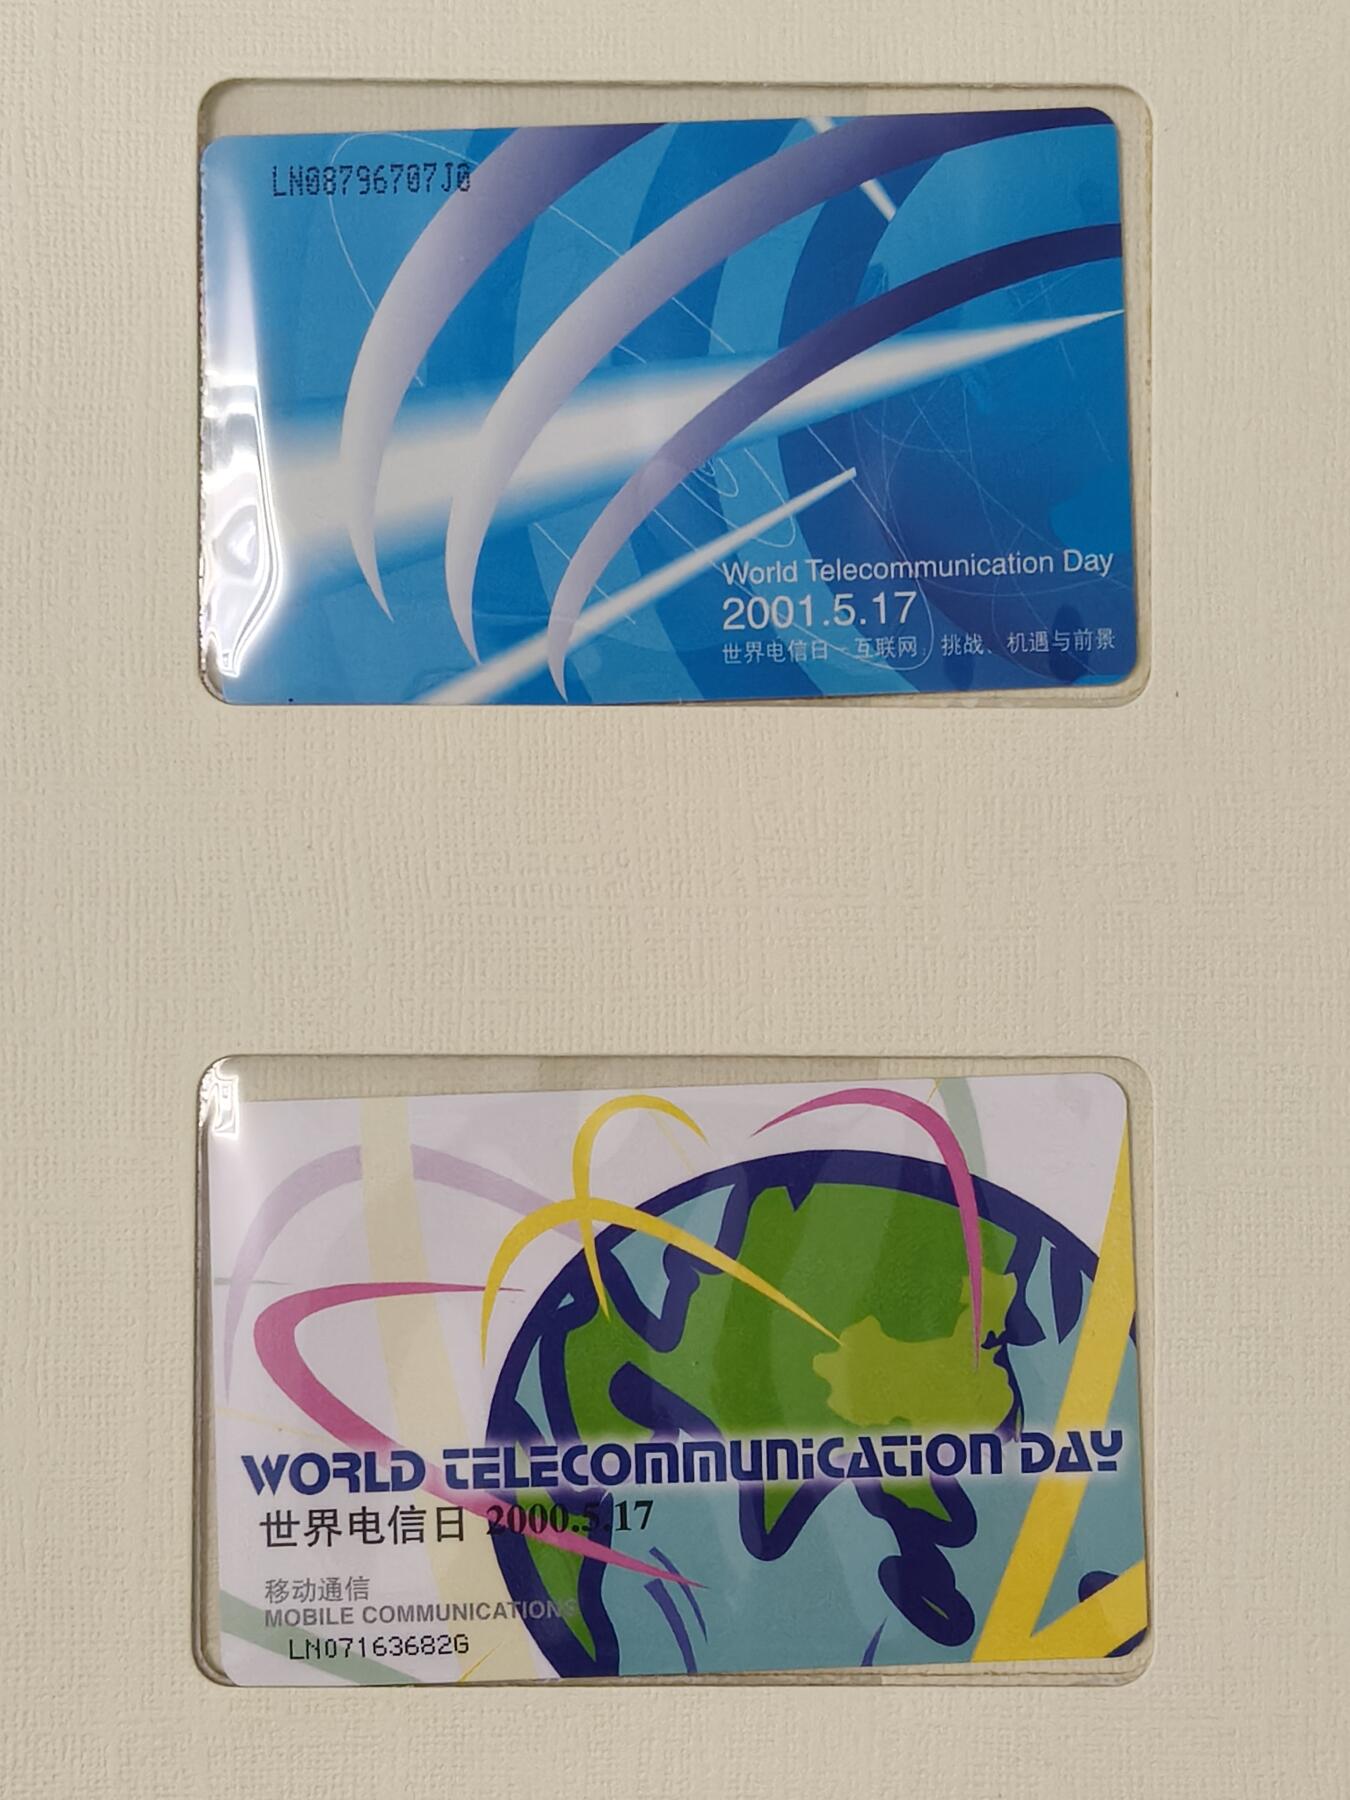 LN08796707J0
World Telecommunication Day
2001.5.17
世界电信日－互联网：挑战、机遇与前景
WORLD TELECOMMUNICATION DAY
世界电信日 2000.5.17
移动通信
MOBILE COMMUNICATIONS
LN07163682G